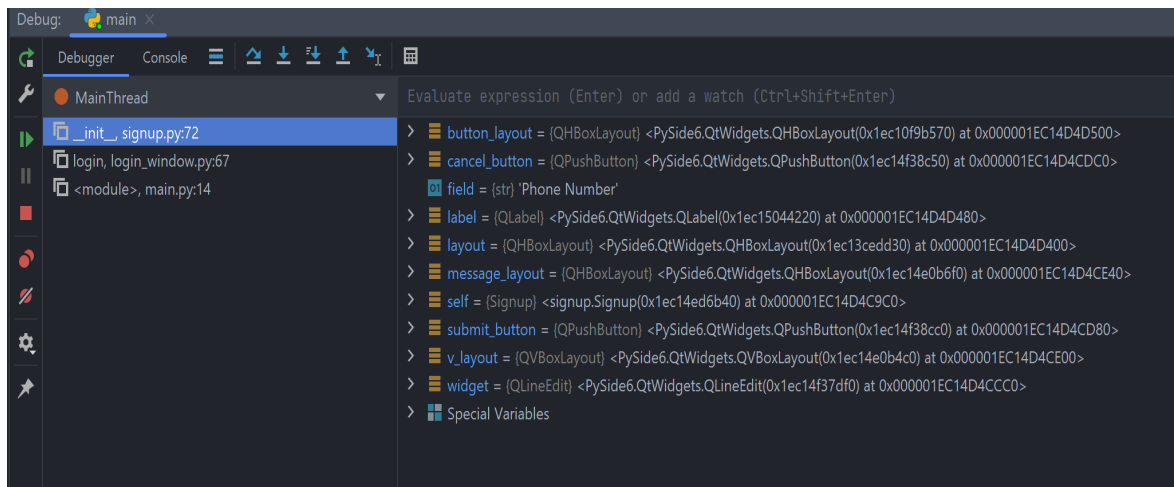 Debug: main
Debugger Console
MainThread
Evaluate expression (Enter) or add a watch (Ctrl+Shift+Enter)
__init__, signup.py:72
login, login_window.py:67
<module>, main.py:14
button_layout = {QHBoxLayout} <PySide6.QtWidgets.QHBoxLayout(0x1ec10f9b570) at 0x000001EC14D4D500>
cancel_button = {QPushButton} <PySide6.QtWidgets.QPushButton(0x1ec14f38c50) at 0x000001EC14D4CDC0>
01 field = {str} 'Phone Number'
label = {QLabel} <PySide6.QtWidgets.QLabel(0x1ec15044220) at 0x000001EC14D4D480>
layout = {QHBoxLayout} <PySide6.QtWidgets.QHBoxLayout(0x1ec13cedd30) at 0x000001EC14D4D400>
message_layout = {QHBoxLayout} <PySide6.QtWidgets.QHBoxLayout(0x1ec14e0b6f0) at 0x000001EC14D4CE40>
self = {Signup} <signup.Signup(0x1ec14ed6b40) at 0x000001EC14D4C9C0>
submit_button = {QPushButton} <PySide6.QtWidgets.QPushButton(0x1ec14f38cc0) at 0x000001EC14D4CD80>
v_layout = {QVBoxLayout} <PySide6.QtWidgets.QVBoxLayout(0x1ec14e0b4c0) at 0x000001EC14D4CE00>
widget = {QLineEdit} <PySide6.QtWidgets.QLineEdit(0x1ec14f37df0) at 0x000001EC14D4CCC0>
Special Variables